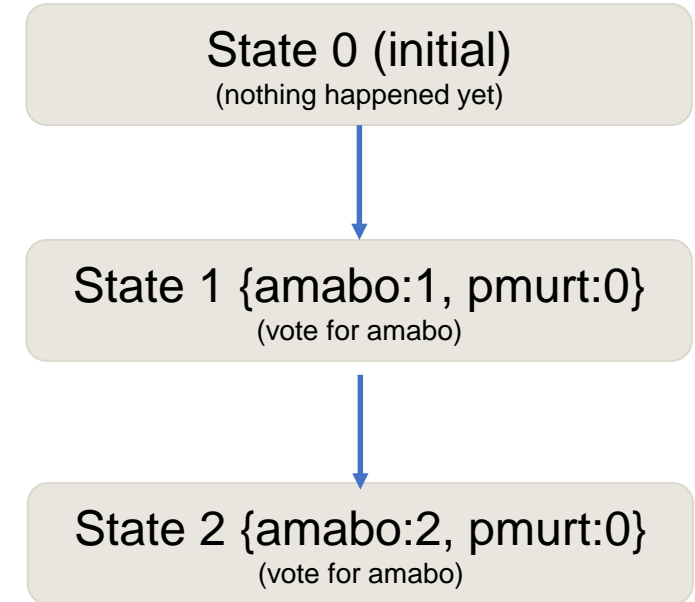 State 0 (initial)
(nothing happened yet)
State 1 {amabo:1, pmurt:0}
(vote for amabo)
State 2 {amabo:2, pmurt:0}
(vote for amabo)